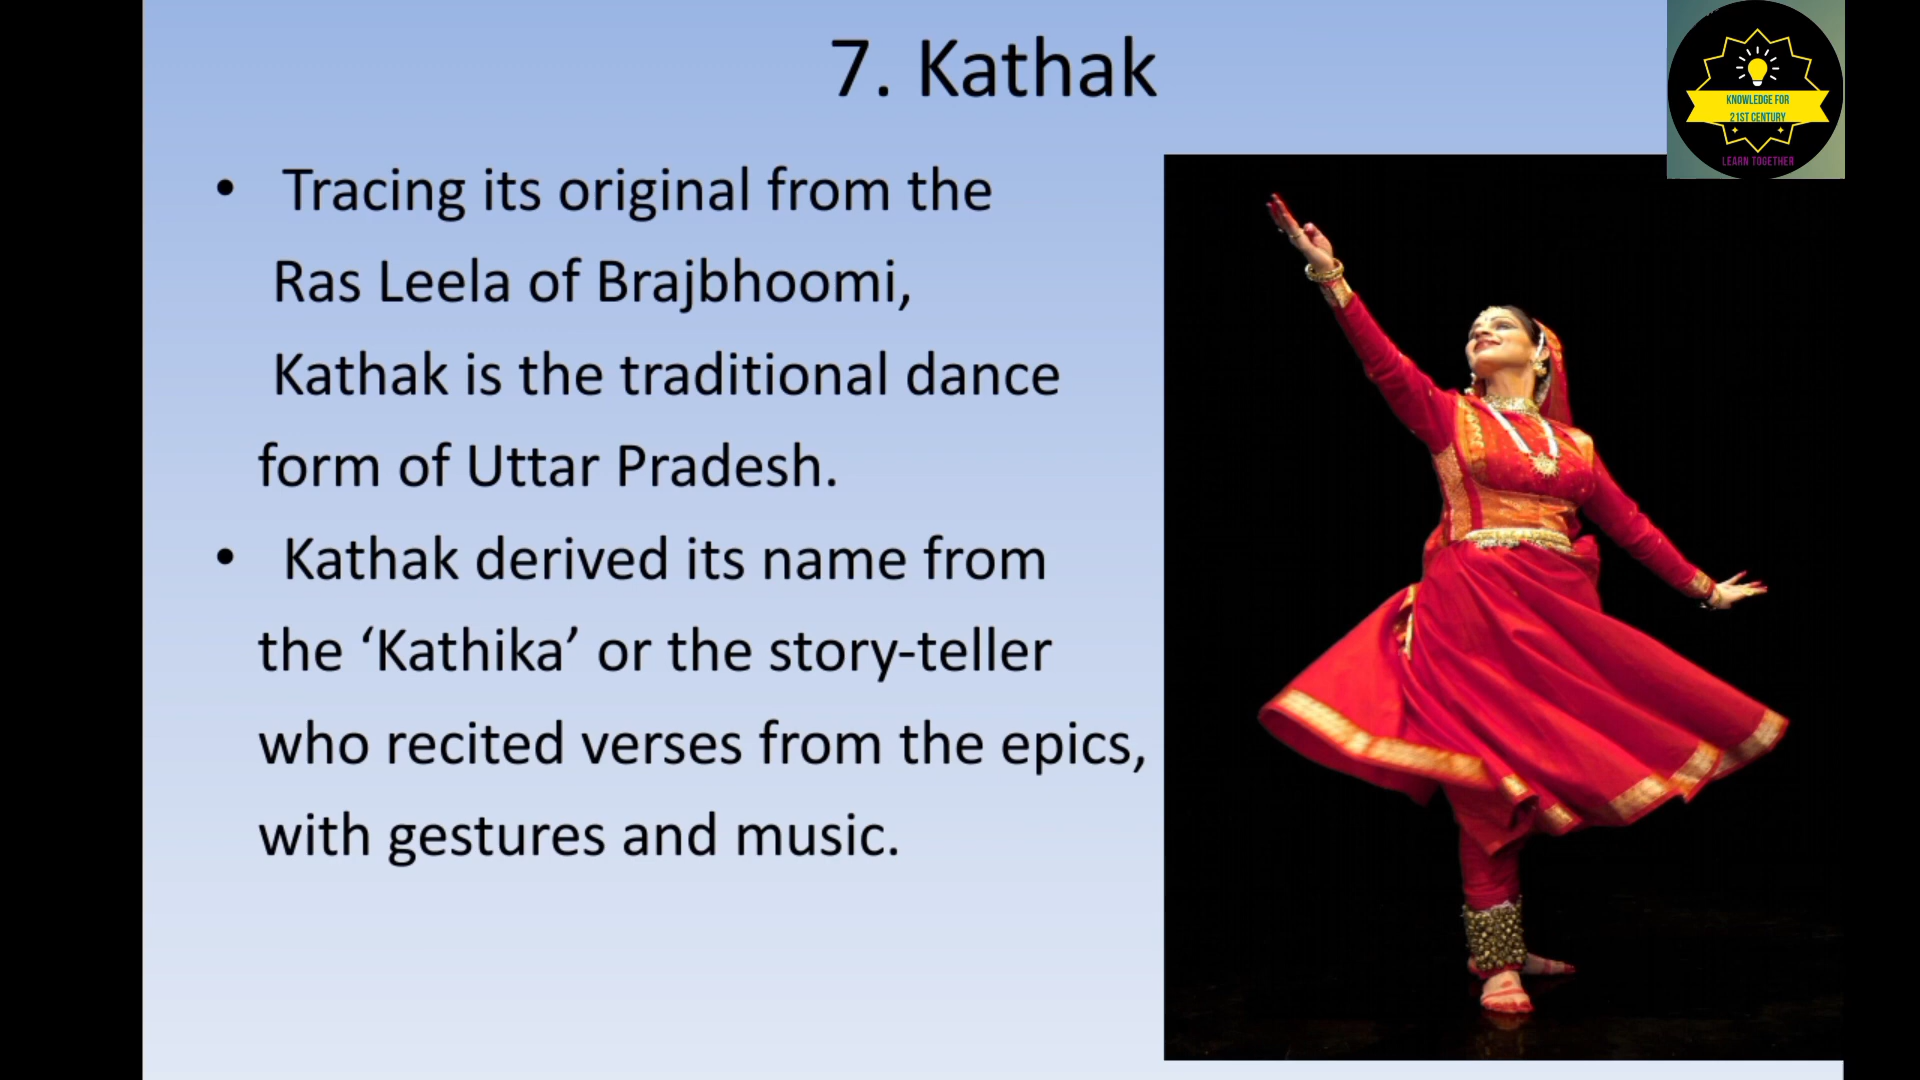 7. Kathak
KNOWLEDGE FOR
21ST CENTURY
LEARN TOGETHER
• Tracing its original from the
Ras Leela of Brajbhoomi,
Kathak is the traditional dance
form of Uttar Pradesh.
• Kathak derived its name from
the ‘Kathika’ or the story-teller
who recited verses from the epics,
with gestures and music.